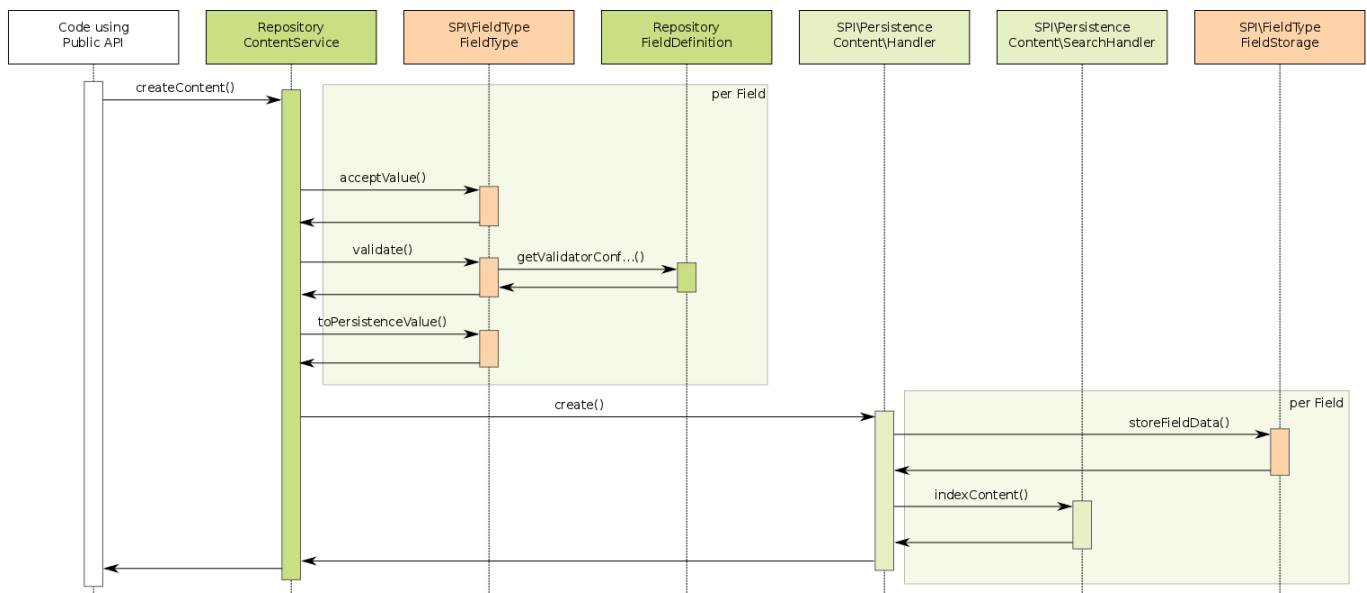 Code using
Public API
Repository
ContentService
SPI\FieldType
FieldType
Repository
FieldDefinition
SPI\Persistence
Content\Handler
SPI\Persistence
Content\SearchHandler
SPI\FieldType
FieldStorage
createContent()
per Field
acceptValue()
validate()
getValidatorConf...()
toPersistenceValue()
create()
per Field
storeFieldData()
indexContent()